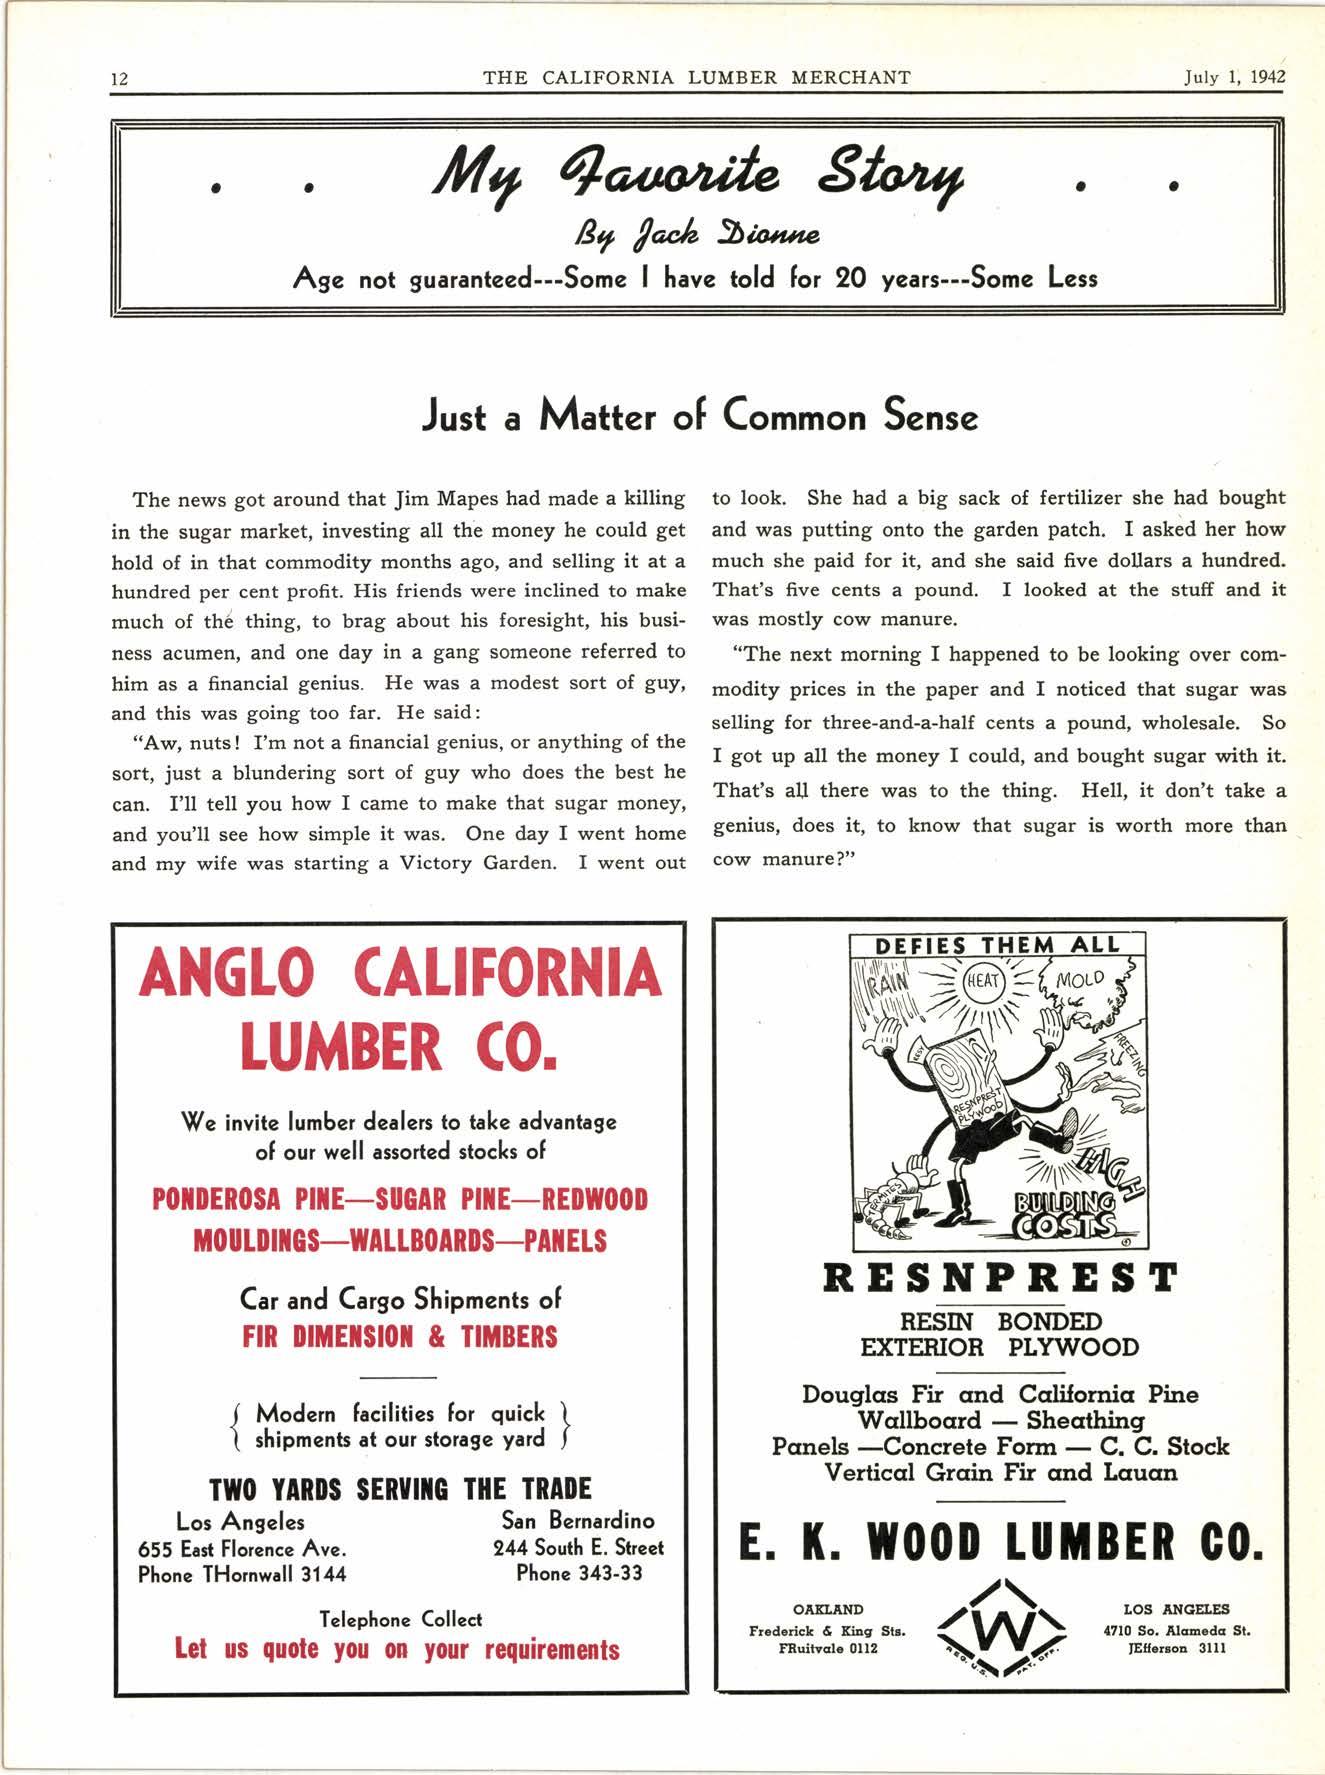 12 THE CALIFORNIA LUMBER MERCHANT July 1, 1942
My Favorite Story
By Jack Dionne
Age not guaranteed---Some I have told for 20 years---Some Less
Just a Matter of Common Sense
The news got around that Jim Mapes had made a killing
in the sugar market, investing all the money he could get
hold of in that commodity months ago, and selling it at a
hundred per cent profit. His friends were inclined to make
much of the thing, to brag about his foresight, his busi-
ness acumen, and one day in a gang someone referred to
him as a financial genius. He was a modest sort of guy,
and this was going too far. He said:
"Aw, nuts! I'm not a financial genius, or anything of the
sort, just a blundering sort of guy who does the best he
can. I'll tell you how I came to make that sugar money,
and you'll see how simple it was. One day I went home
and my wife was starting a Victory Garden. I went out
to look. She had a big sack of fertilizer she had bought
and was putting onto the garden patch. I asked her how
much she paid for it, and she said five dollars a hundred.
That's five cents a pound. I looked at the stuff and it
was mostly cow manure.
"The next morning I happened to be looking over com-
modity prices in the paper and I noticed that sugar was
selling for three-and-a-half cents a pound, wholesale. So
I got up all the money I could, and bought sugar with it.
That's all there was to the thing. Hell, it don't take a
genius, does it, to know that sugar is worth more than
cow manure?"
ANGLO CALIFORNIA
LUMBER CO.
We invite lumber dealers to take advantage
of our well assorted stocks of
PONDEROSA PINE—SUGAR PINE—REDWOOD
MOULDINGS—WALLBOARDS—PANELS
Car and Cargo Shipments of
FIR DIMENSION & TIMBERS
{ Modern facilities for quick }
{ shipments at our storage yard }
TWO YARDS SERVING THE TRADE
Los Angeles
655 East Florence Ave.
Phone THornwall 3144
San Bernardino
244 South E. Street
Phone 343-33
Telephone Collect
Let us quote you on your requirements
DEFIES THEM ALL
RAIN
HEAT
MOLD
FREEZING
RESY
RESNPREST
PLYWOOD
TERMITES
HIGH
BUILDING
COSTS
RESNPREST
RESIN BONDED
EXTERIOR PLYWOOD
Douglas Fir and California Pine
Wallboard — Sheathing
Panels —Concrete Form — C. C. Stock
Vertical Grain Fir and Lauan
E. K. WOOD LUMBER CO.
OAKLAND
Frederick & King Sts.
FRuitvale 0112
W
REG. U.S. PAT. OFF.
LOS ANGELES
4710 So. Alameda St.
JEfferson 3111